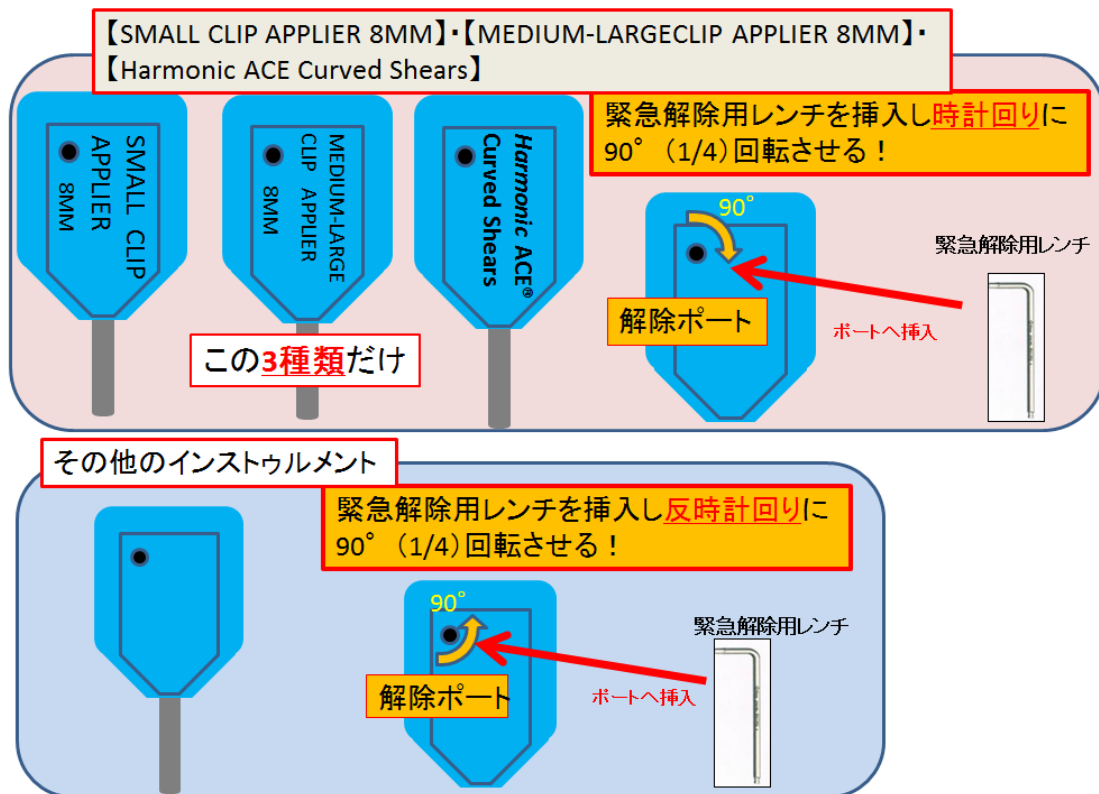 【SMALL CLIP APPLIER 8MM】・【MEDIUM-LARGECLIP APPLIER 8MM】・
【Harmonic ACE Curved Shears】
SMALL CLIP
APPLIER
8MM
MEDIUM-LARGE
CLIP APPLIER
8MM
Harmonic ACE®
Curved Shears
この3種類だけ
緊急解除用レンチを挿入し時計回りに
90°（1/4）回転させる！
90°
解除ポート
緊急解除用レンチ
ポートへ挿入
その他のインストゥルメント
緊急解除用レンチを挿入し反時計回りに
90°（1/4）回転させる！
90°
解除ポート
緊急解除用レンチ
ポートへ挿入